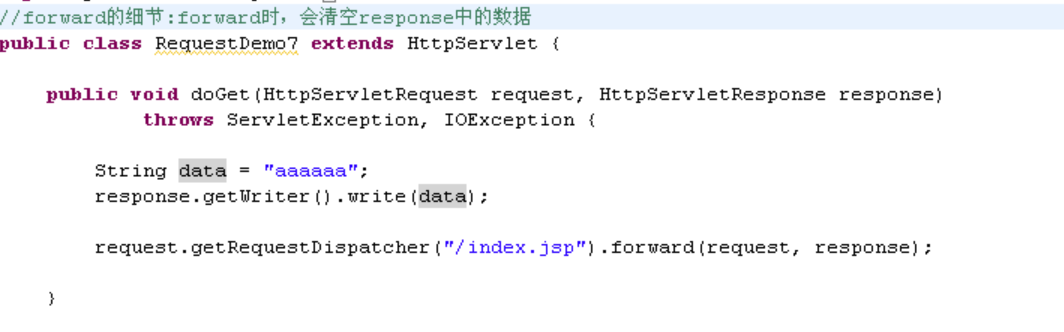 //forward的细节:forward时，会清空response中的数据
public class RequestDemo7 extends HttpServlet {
public void doGet(HttpServletRequest request, HttpServletResponse response)
throws ServletException, IOException {
String data = "aaaaaa";
response.getWriter().write(data);
request.getRequestDispatcher("/index.jsp").forward(request, response);
}